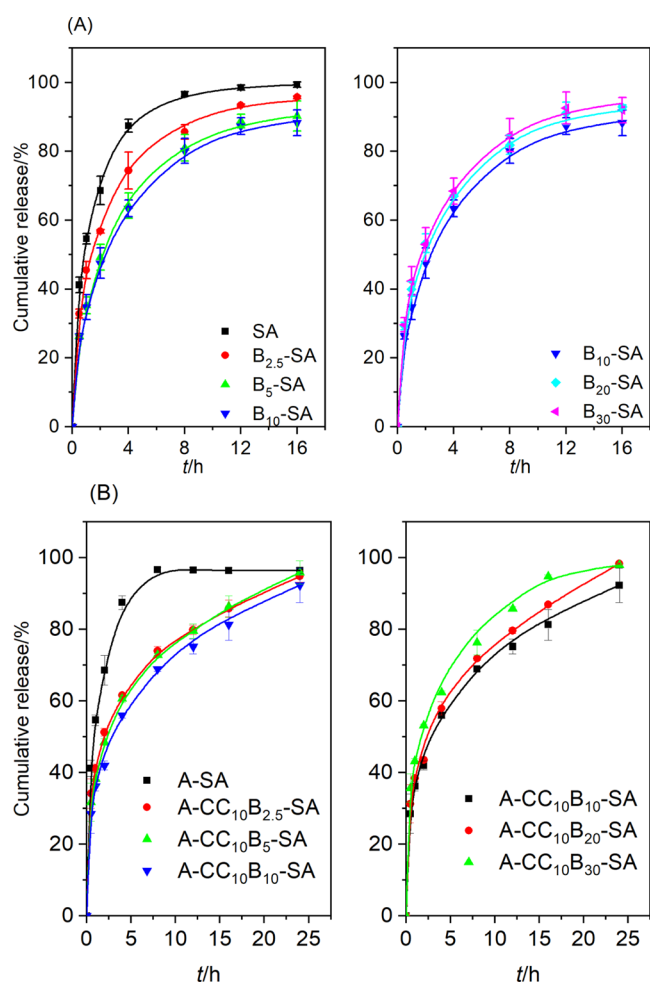 (A)
Cumulative release/%
100
80
60
40
20
0
0 4 8 12 16
t/h
SA
B2.5-SA
B5-SA
B10-SA
100
80
60
40
20
0
0 4 8 12 16
t/h
B10-SA
B20-SA
B30-SA
(B)
Cumulative release/%
100
80
60
40
20
0
0 5 10 15 20 25
t/h
A-SA
A-CC10B2.5-SA
A-CC10B5-SA
A-CC10B10-SA
100
80
60
40
20
0
0 5 10 15 20 25
t/h
A-CC10B10-SA
A-CC10B20-SA
A-CC10B30-SA